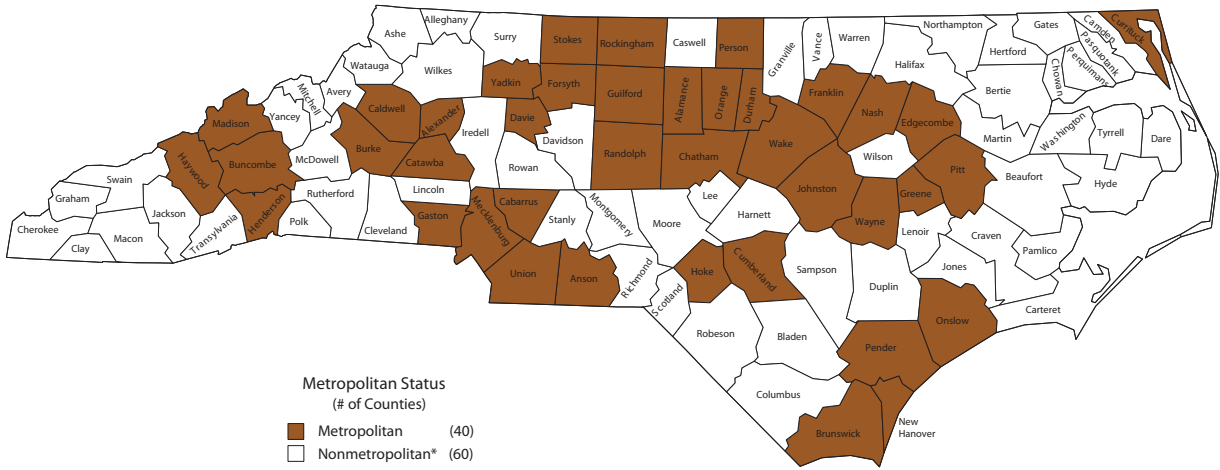 Alleghany
Ashe
Surry
Stokes
Rockingham
Caswell
Person
Granville
Vance
Warren
Northampton
Gates
Camden
Currituck
Pasquotank
Perquimans
Chowan
Hertford
Halifax
Watauga
Wilkes
Yadkin
Forsyth
Guilford
Alamance
Orange
Durham
Franklin
Nash
Edgecombe
Bertie
Mitchell
Avery
Yancey
Caldwell
Alexander
Iredell
Davie
Davidson
Randolph
Chatham
Wake
Wilson
Martin
Washington
Tyrrell
Dare
Madison
Buncombe
Haywood
McDowell
Burke
Catawba
Rowan
Johnston
Greene
Pitt
Beaufort
Hyde
Swain
Graham
Cherokee
Clay
Macon
Jackson
Transylvania
Henderson
Polk
Rutherford
Cleveland
Lincoln
Gaston
Mecklenburg
Cabarrus
Stanly
Montgomery
Moore
Lee
Harnett
Wayne
Lenoir
Craven
Pamlico
Jones
Carteret
Union
Anson
Richmond
Scotland
Hoke
Cumberland
Sampson
Duplin
Onslow
Robeson
Bladen
Pender
Columbus
Brunswick
New
Hanover
Metropolitan Status
(# of Counties)
Metropolitan (40)
Nonmetropolitan* (60)